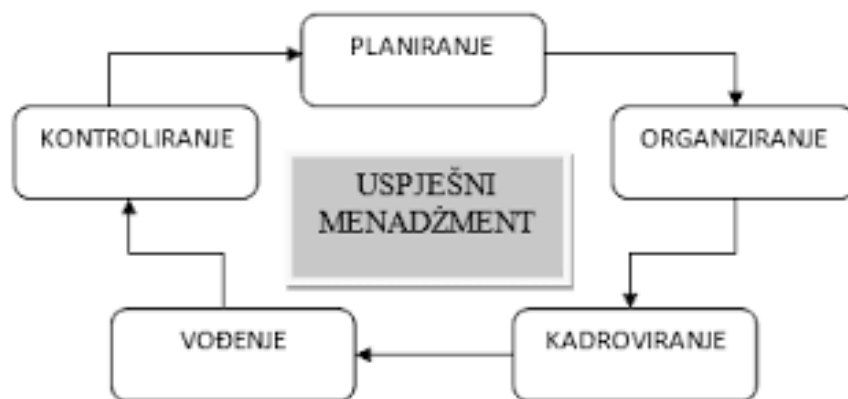 PLANIRANJE
KONTROLIRANJE
ORGANIZIRANJE
USPJEŠNI
MENADŽMENT
VOĐENJE
KADROVIRANJE